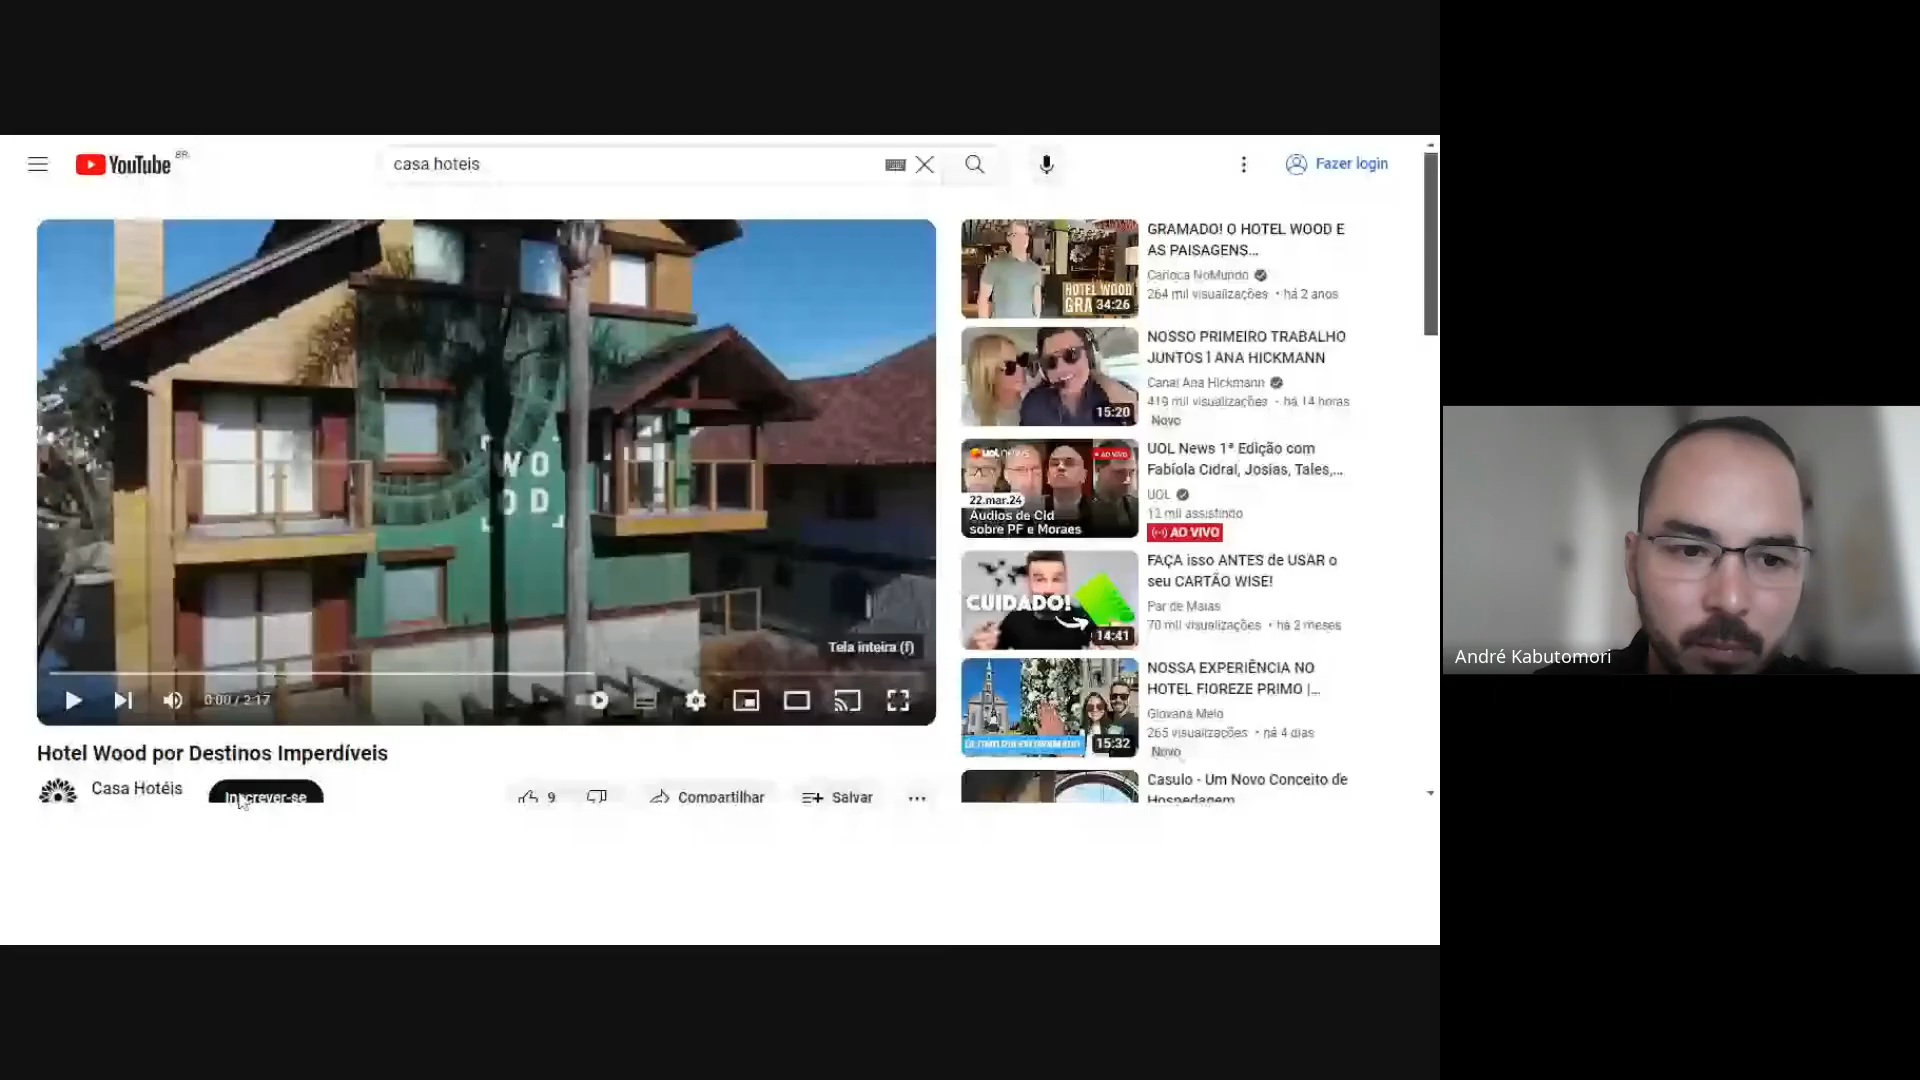 YouTube BR
casa hoteis
Fazer login
WO
OD
Tela inteira (f)
0:00 / 2:17
Hotel Wood por Destinos Imperdíveis
Casa Hotéis
Inscrever-se
9
Compartilhar
Salvar
HOTEL WOOD
GRA 34:26
GRAMADO! O HOTEL WOOD E
AS PAISAGENS...
Carioca NoMundo
264 mil visualizações • há 2 anos
15:20
NOSSO PRIMEIRO TRABALHO
JUNTOS | ANA HICKMANN
Canal Ana Hickmann
419 mil visualizações • há 14 horas
Novo
uol news
AO VIVO
22.mar.24
Áudios de Cid
sobre PF e Moraes
UOL News 1ª Edição com
Fabíola Cidral, Josias, Tales,...
UOL
AO VIVO
CUIDADO!
14:41
FAÇA isso ANTES de USAR o
seu CARTÃO WISE!
Par de Malas
70 mil visualizações • há 2 meses
15:32
NOSSA EXPERIÊNCIA NO
HOTEL FIOREZE PRIMO |...
Giovana Melo
265 visualizações • há 4 dias
Novo
Casulo - Um Novo Conceito de
Hospedagem
André Kabutomori